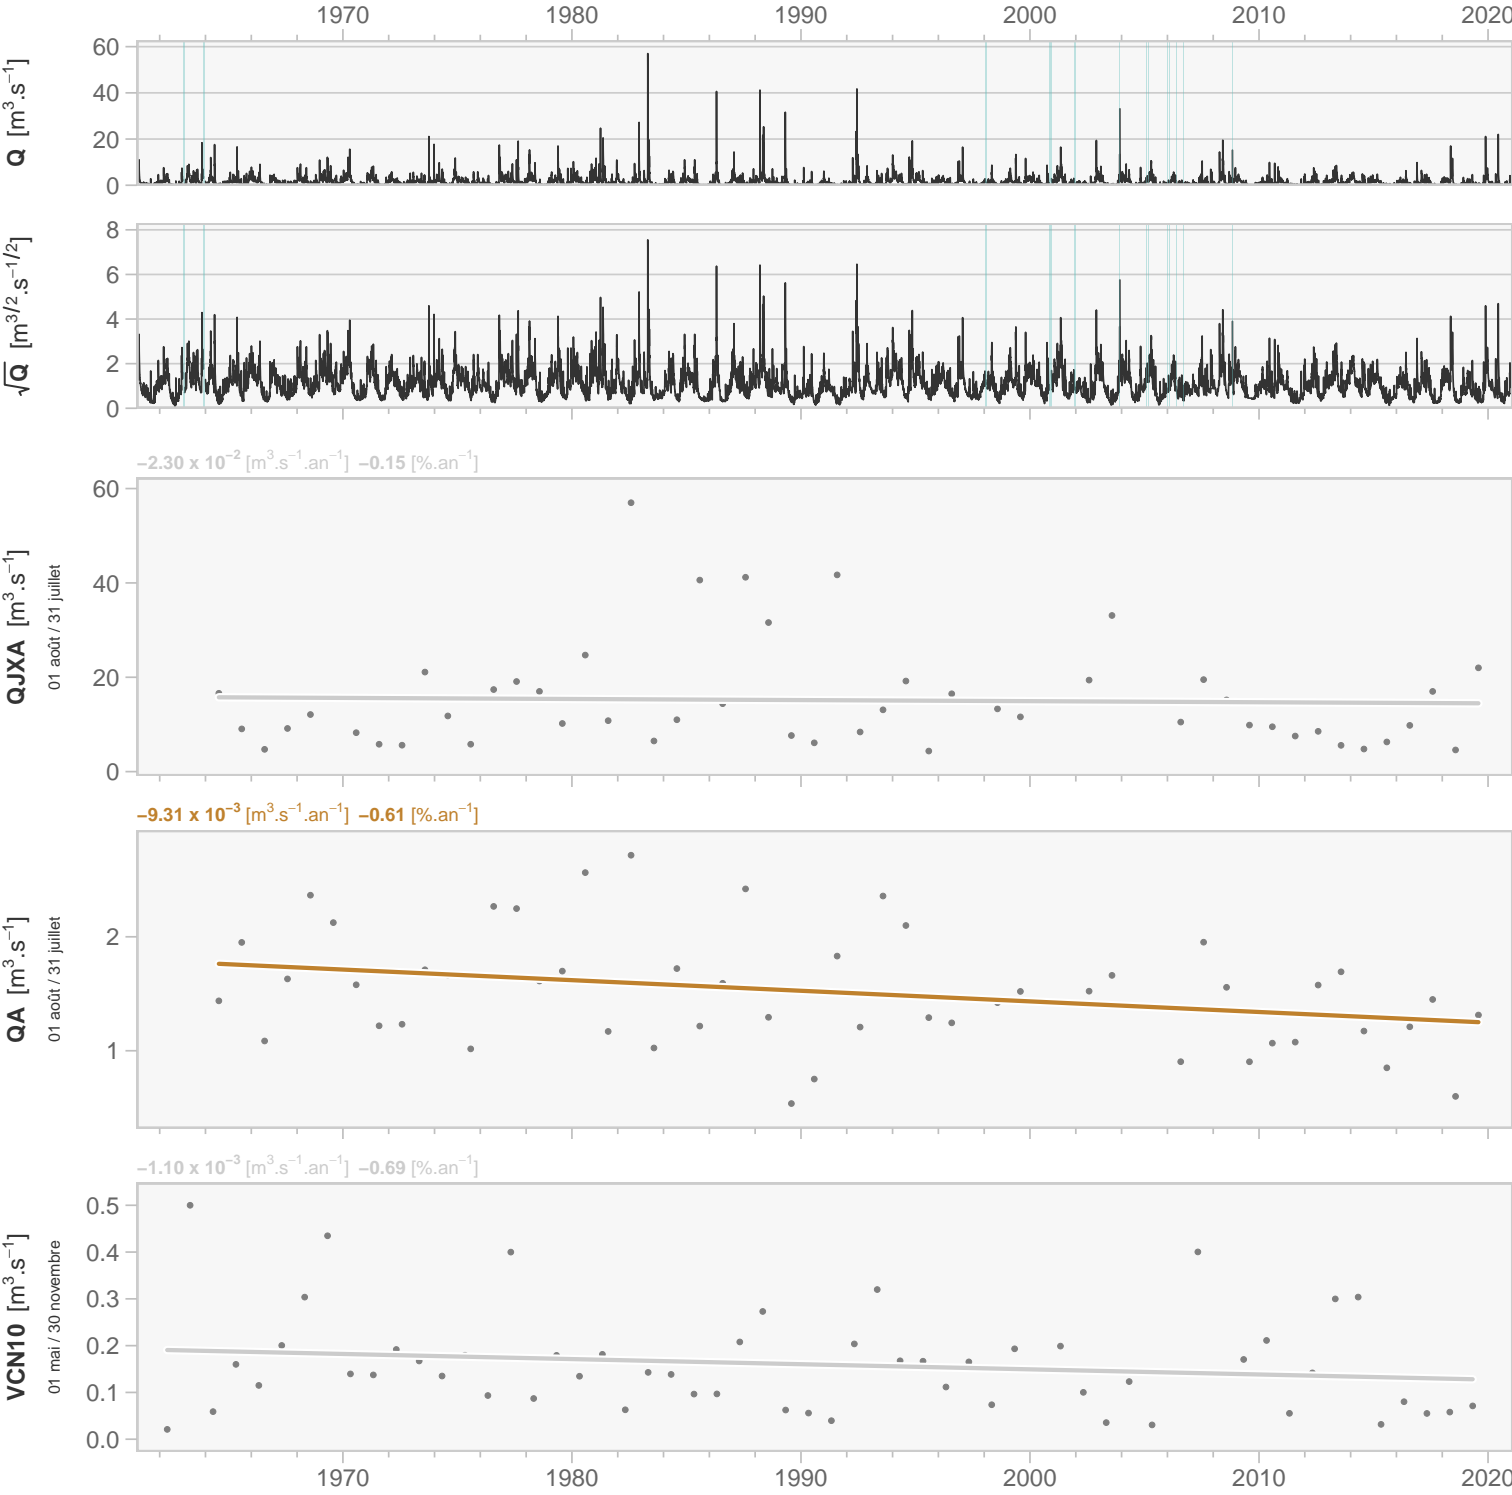 1970 1980 1990 2000 2010 2020
Q [m³.s⁻¹]
60
40
20
0
√Q [m^3/2.s^−1/2]
8
6
4
2
0
−2.30 x 10⁻² [m³.s⁻¹.an⁻¹] −0.15 [%.an⁻¹]
QJXA [m³.s⁻¹]
01 août / 31 juillet
60
40
20
0
−9.31 x 10⁻³ [m³.s⁻¹.an⁻¹] −0.61 [%.an⁻¹]
QA [m³.s⁻¹]
01 août / 31 juillet
2
1
−1.10 x 10⁻³ [m³.s⁻¹.an⁻¹] −0.69 [%.an⁻¹]
VCN10 [m³.s⁻¹]
01 mai / 30 novembre
0.5
0.4
0.3
0.2
0.1
0.0
1970 1980 1990 2000 2010 2020